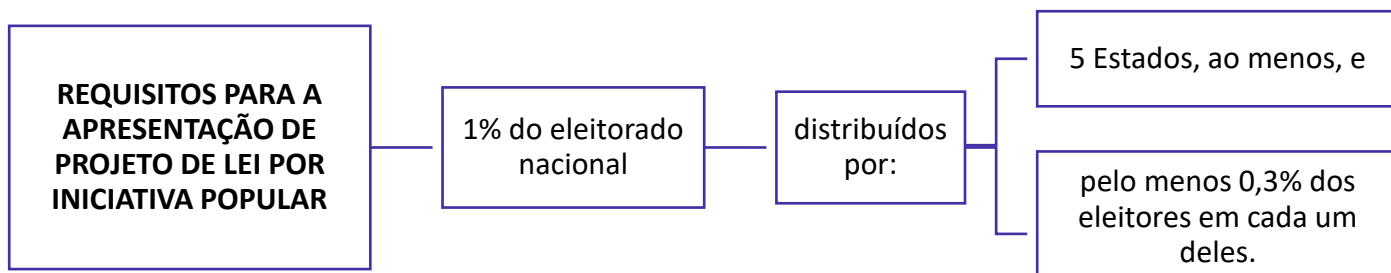 REQUISITOS PARA A
APRESENTAÇÃO DE
PROJETO DE LEI POR
INICIATIVA POPULAR
1% do eleitorado
nacional
distribuídos
por:
5 Estados, ao menos, e
pelo menos 0,3% dos
eleitores em cada um
deles.